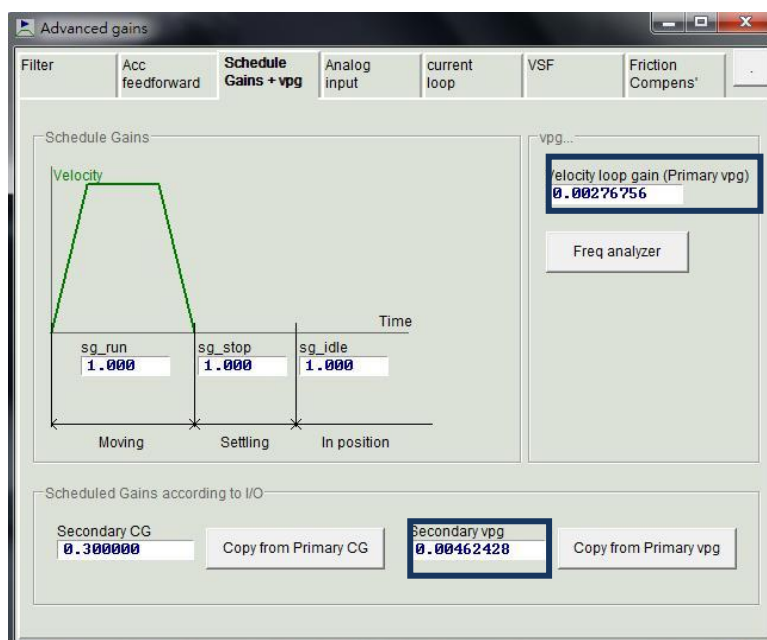 Advanced gains
Filter
Acc feedforward
Schedule Gains + vpg
Analog input
current loop
VSF
Friction Compens'
.
Schedule Gains
Velocity
Time
sg_run
1.000
sg_stop
1.000
sg_idle
1.000
Moving
Settling
In position
vpg...
Velocity loop gain (Primary vpg)
0.00276756
Freq analyzer
Scheduled Gains according to I/O
Secondary CG
0.300000
Copy from Primary CG
Secondary vpg
0.00462428
Copy from Primary vpg